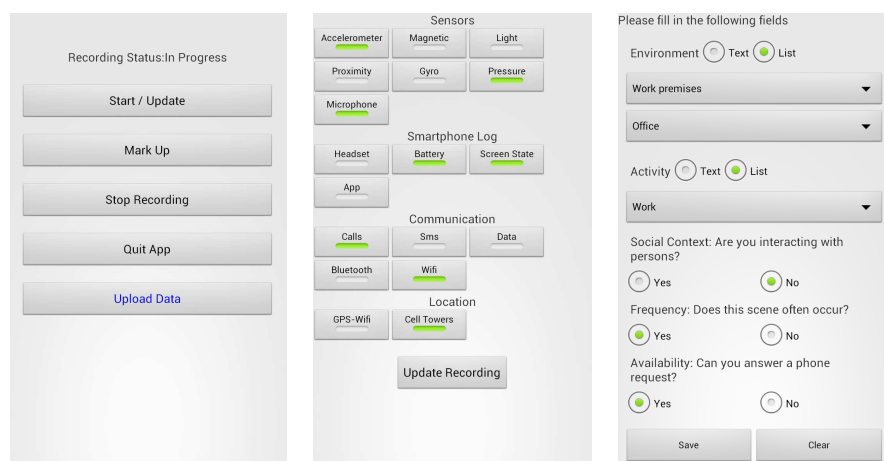 Recording Status:In Progress
Start / Update
Mark Up
Stop Recording
Quit App
Upload Data
Sensors
Accelerometer Magnetic Light
Proximity Gyro Pressure
Microphone
Smartphone Log
Headset Battery Screen State
App
Communication
Calls Sms Data
Bluetooth Wifi
Location
GPS-Wifi Cell Towers
Update Recording
Please fill in the following fields
Environment Text List
Work premises
Office
Activity Text List
Work
Social Context: Are you interacting with
persons?
Yes No
Frequency: Does this scene often occur?
Yes No
Availability: Can you answer a phone
request?
Yes No
Save Clear